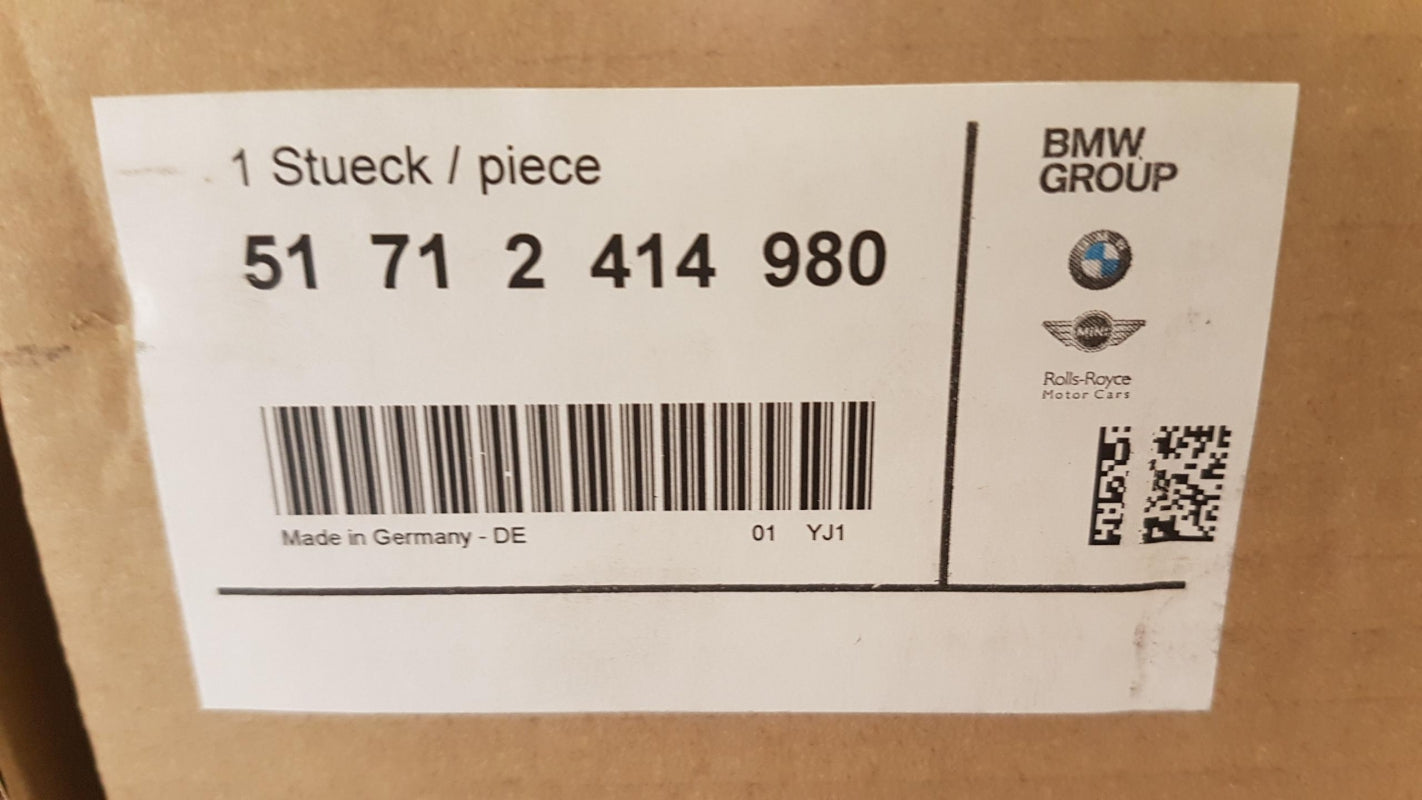 1 Stueck / piece
51 71 2 414 980
Made in Germany - DE 01 YJ1
BMW
GROUP
MINI
Rolls-Royce
Motor Cars